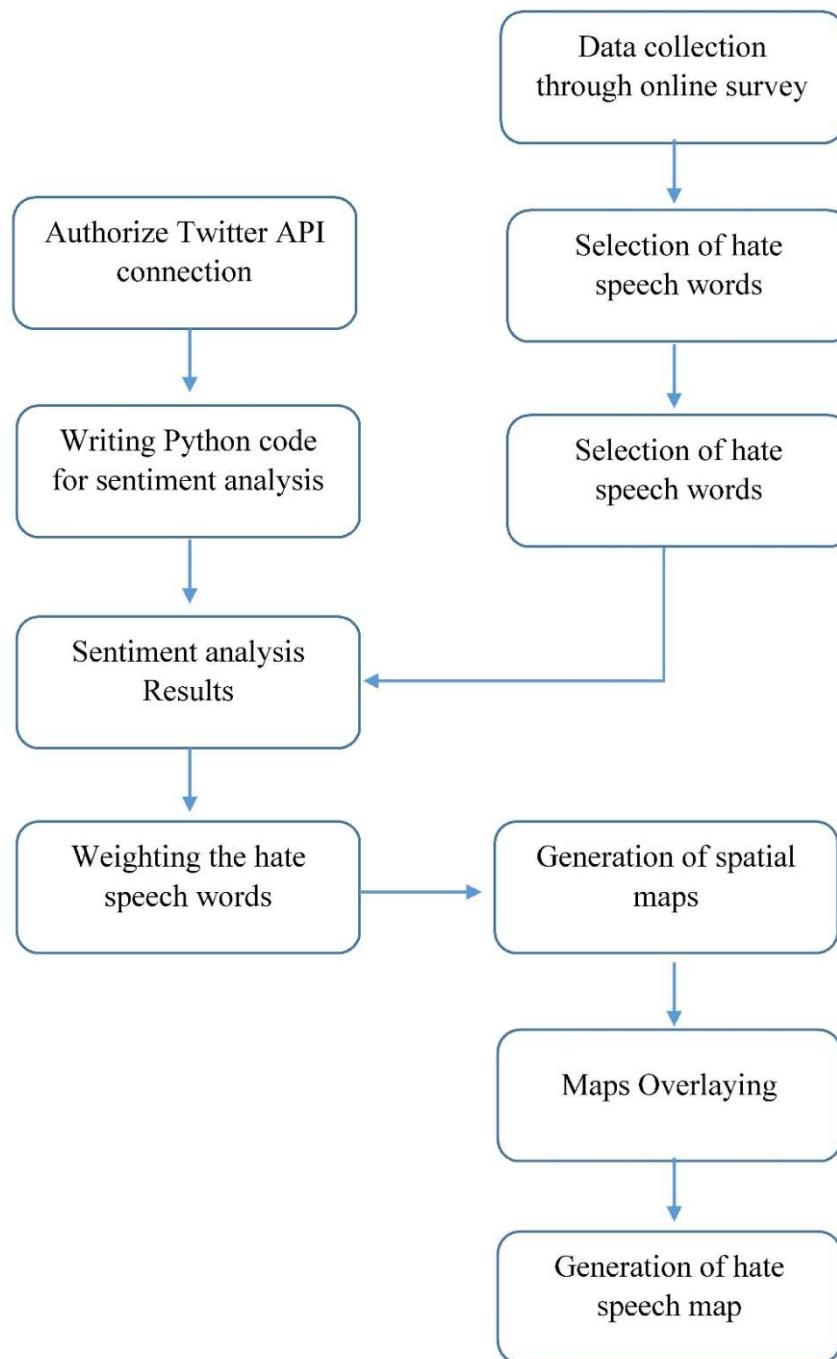 Data collection
through online survey
Authorize Twitter API
connection
Selection of hate
speech words
Writing Python code
for sentiment analysis
Selection of hate
speech words
Sentiment analysis
Results
Weighting the hate
speech words
Generation of spatial
maps
Maps Overlaying
Generation of hate
speech map